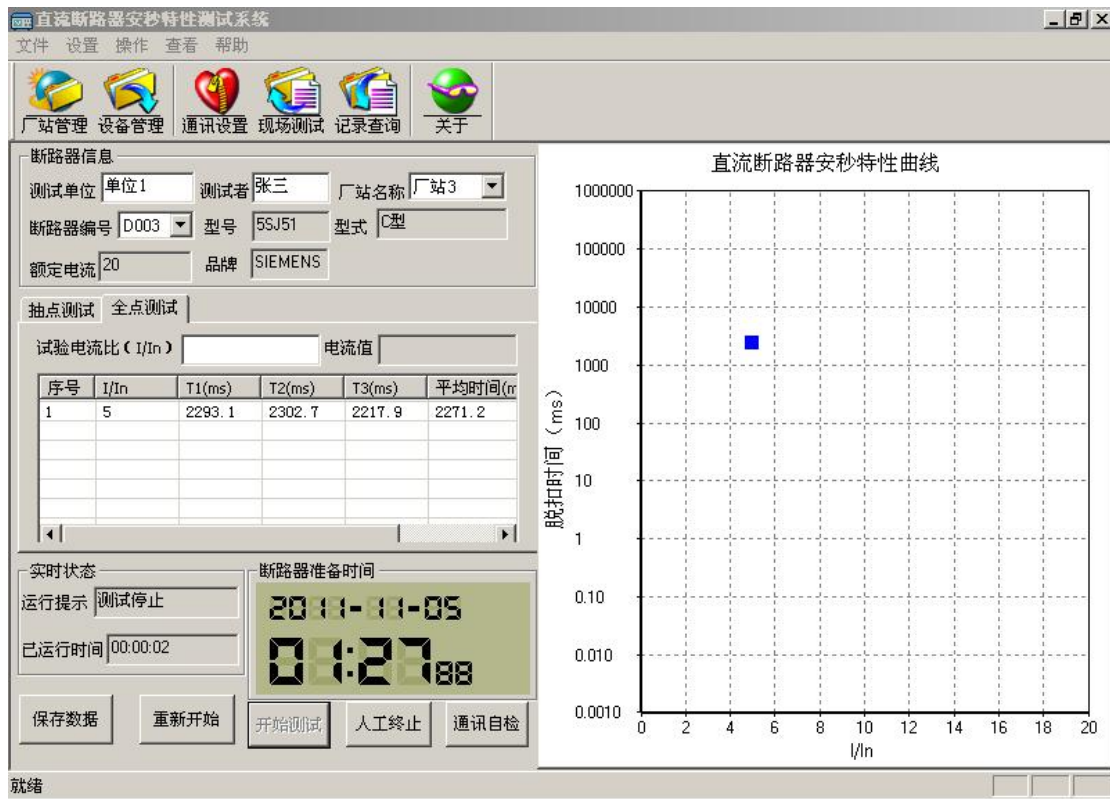 直流断路器安秒特性测试系统
文件 设置 操作 查看 帮助
厂站管理 设备管理 通讯设置 现场测试 记录查询 关于
断路器信息
测试单位 单位1 测试者 张三 厂站名称 厂站3
断路器编号 D003 型号 5SJ51 型式 C型
额定电流 20 品牌 SIEMENS
抽点测试 全点测试
试验电流比(I/In) 电流值
序号 I/In T1(ms) T2(ms) T3(ms) 平均时间(m
1 5 2293.1 2302.7 2217.9 2271.2
实时状态
运行提示 测试停止
已运行时间 00:00:02
断路器准备时间
2011-11-05
01:27 88
保存数据 重新开始 开始测试 人工终止 通讯自检
直流断路器安秒特性曲线
脱扣时间(ms)
1000000
100000
10000
1000
100
10
1
0.10
0.010
0.0010
0 2 4 6 8 10 12 14 16 18 20
I/In
就绪